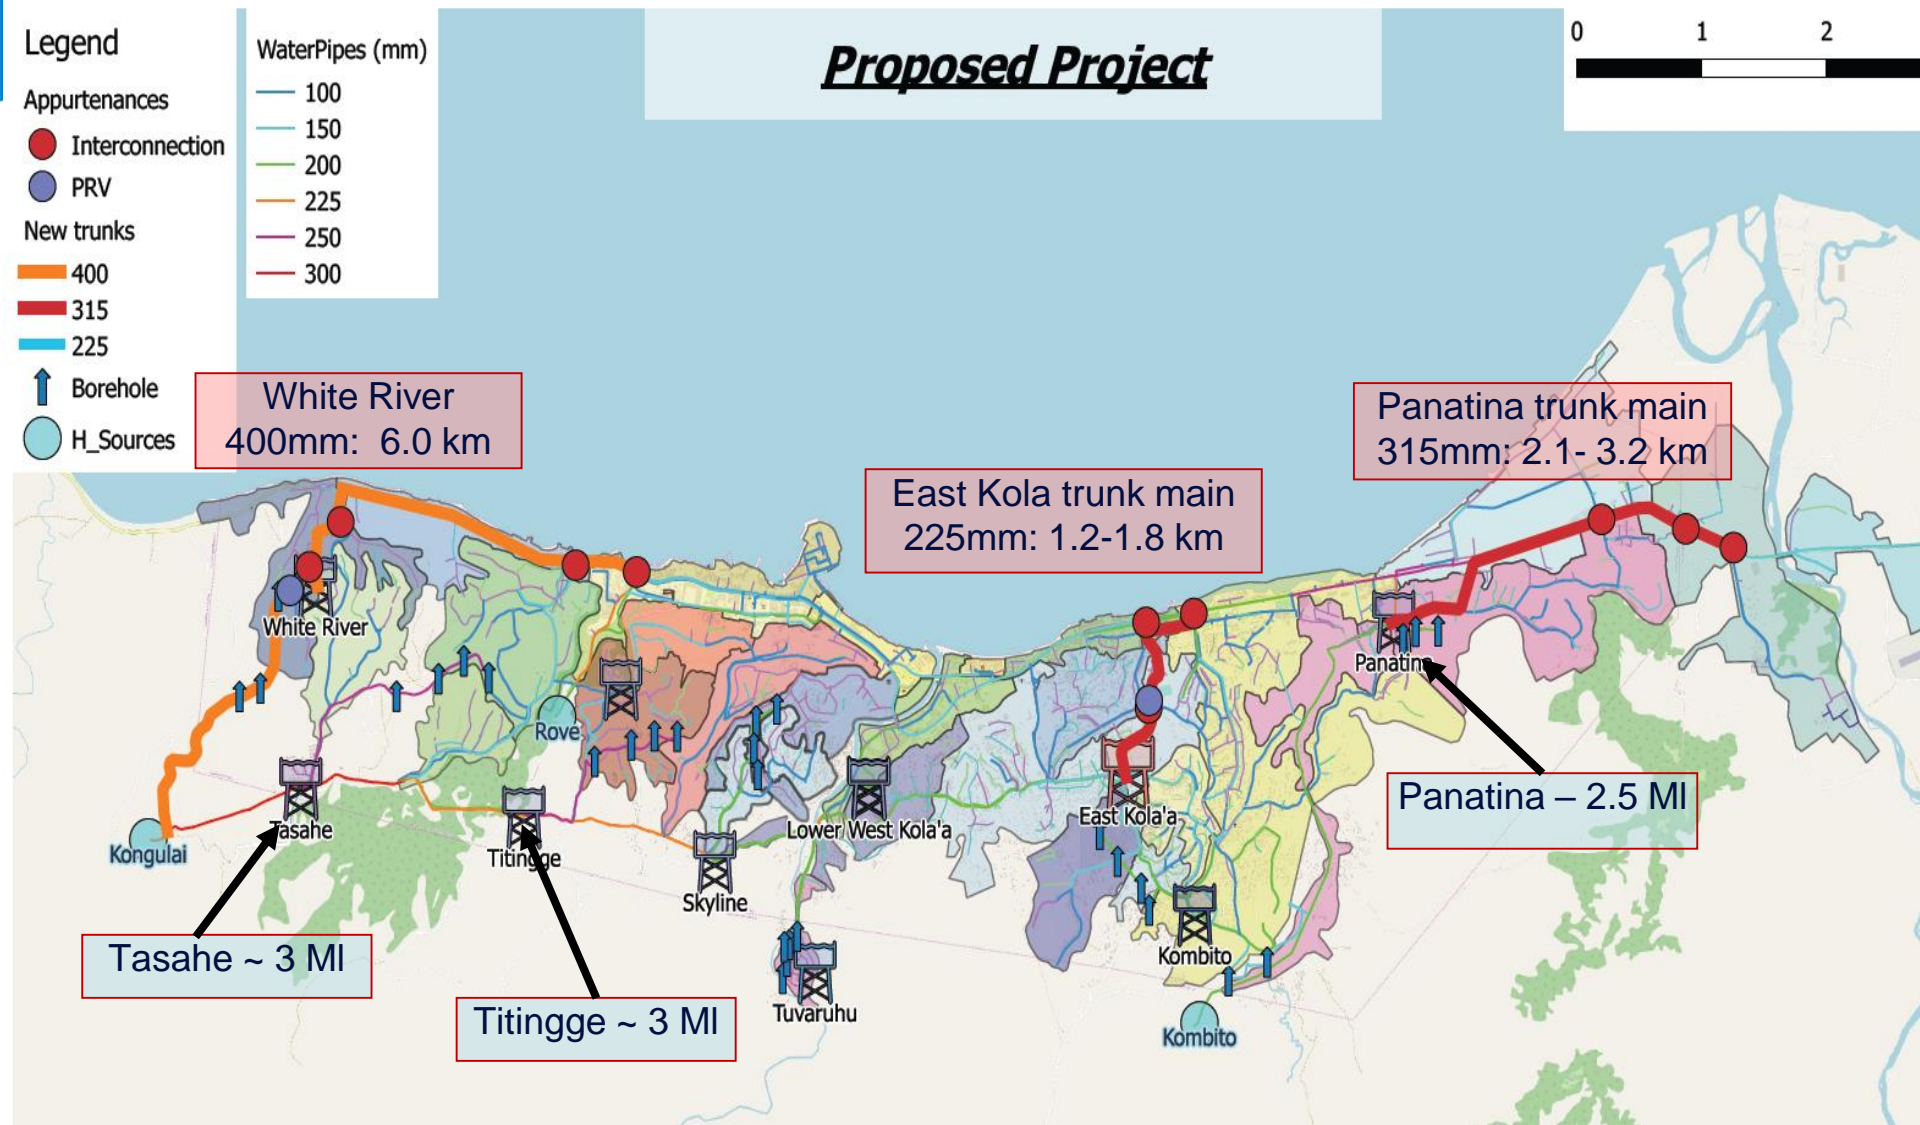 Legend
Appurtenances
Interconnection
PRV
New trunks
400
315
225
Borehole
H_Sources
WaterPipes (mm)
100
150
200
225
250
300
Proposed Project
0 1 2
White River
400mm: 6.0 km
East Kola trunk main
225mm: 1.2-1.8 km
Panatina trunk main
315mm: 2.1- 3.2 km
White River
Rove
Panatina
Tasahe
Kongulai
Titingge
Skyline
Lower West Kola'a
East Kola'a
Tuvaruhu
Kombito
Kombito
Panatina – 2.5 Ml
Tasahe ~ 3 Ml
Titingge ~ 3 Ml